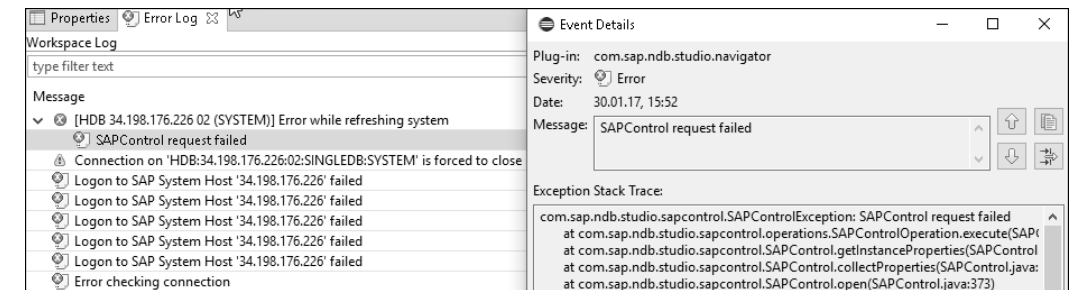 Properties Error Log
Workspace Log
type filter text
Message
[HDB 34.198.176.226 02 (SYSTEM)] Error while refreshing system
SAPControl request failed
Connection on 'HDB:34.198.176.226:02:SINGLEDB:SYSTEM' is forced to close
Logon to SAP System Host '34.198.176.226' failed
Logon to SAP System Host '34.198.176.226' failed
Logon to SAP System Host '34.198.176.226' failed
Logon to SAP System Host '34.198.176.226' failed
Logon to SAP System Host '34.198.176.226' failed
Error checking connection
Event Details
Plug-in: com.sap.ndb.studio.navigator
Severity: Error
Date: 30.01.17, 15:52
Message: SAPControl request failed
Exception Stack Trace:
com.sap.ndb.studio.sapcontrol.SAPControlException: SAPControl request failed
at com.sap.ndb.studio.sapcontrol.operations.SAPControlOperation.execute(SAPC
at com.sap.ndb.studio.sapcontrol.SAPControl.getInstanceProperties(SAPControl
at com.sap.ndb.studio.sapcontrol.SAPControl.collectProperties(SAPControl.java:
at com.sap.ndb.studio.sapcontrol.SAPControl.open(SAPControl.java:373)